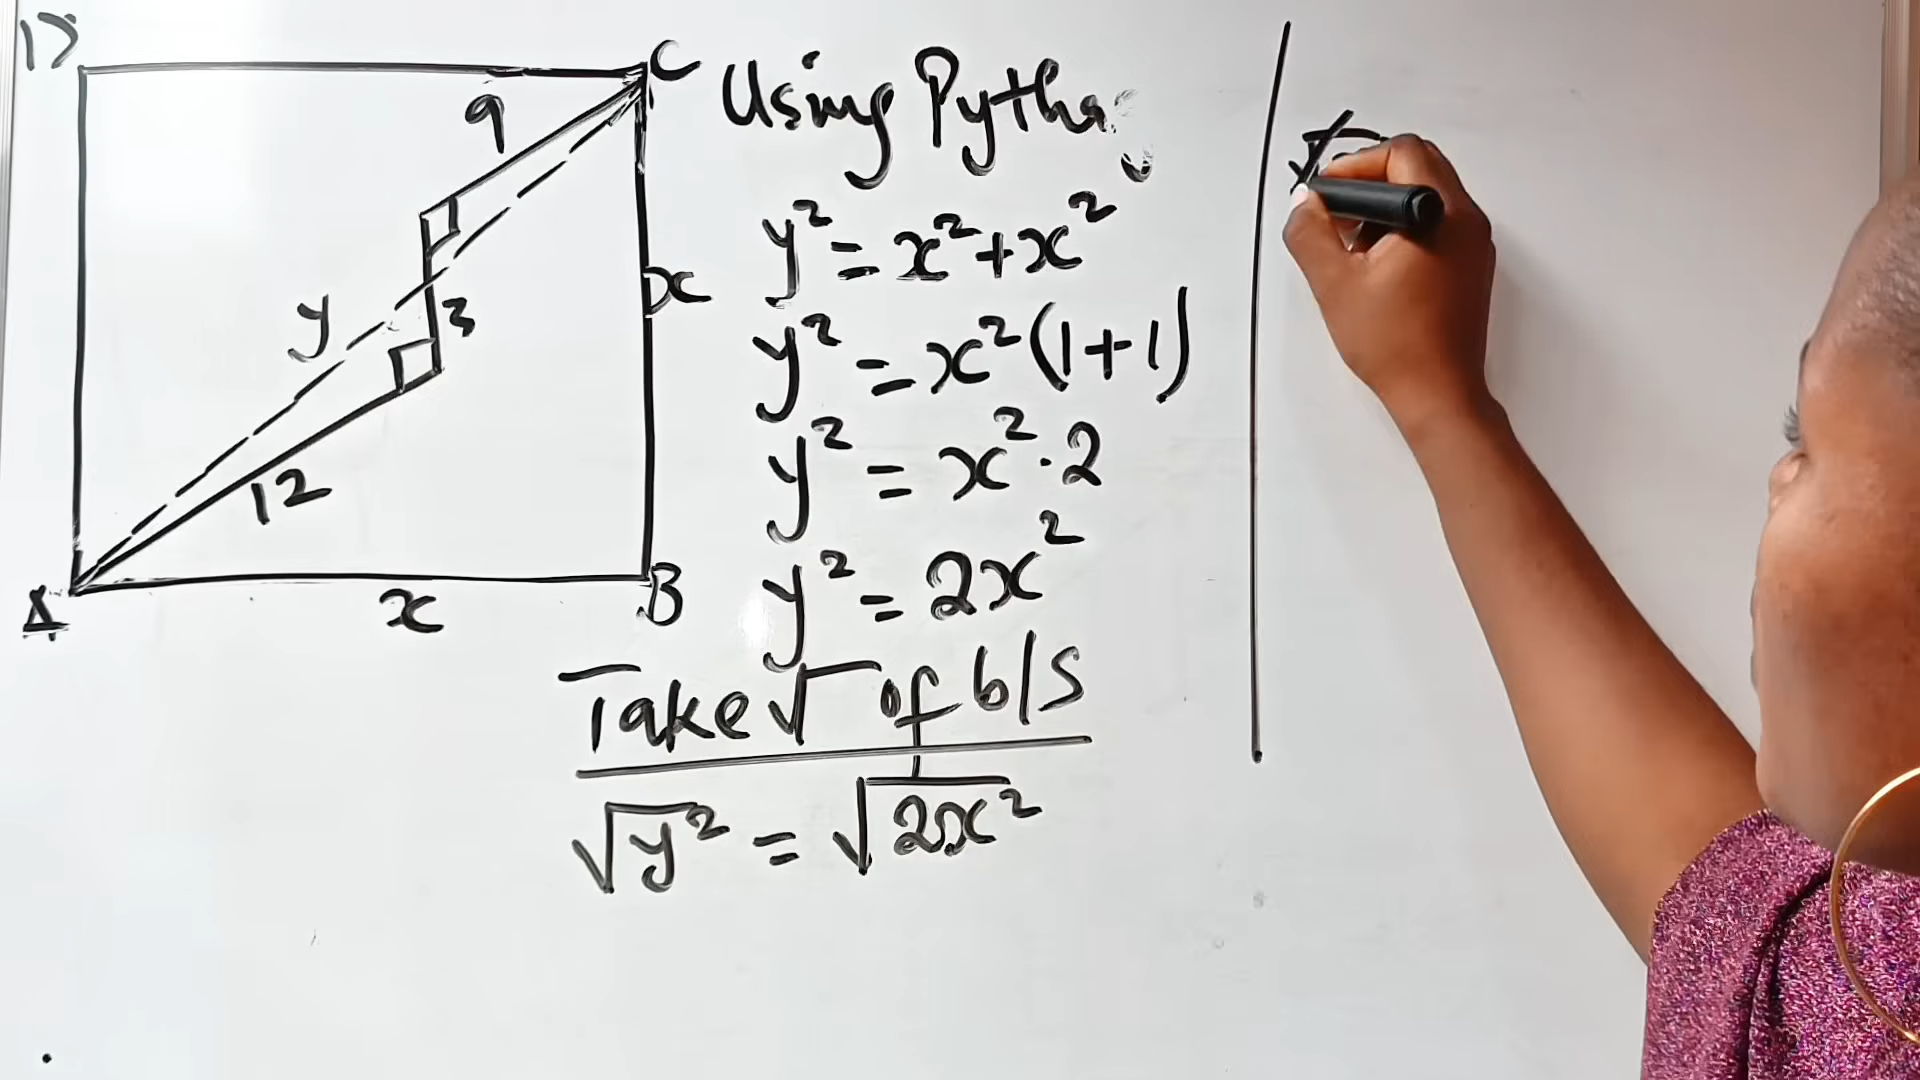 D
C
9
y
3
x
12
A
x
B
Using Pytha
y² = x² + x²
y² = x² (1 + 1)
y² = x² · 2
y² = 2x²
Take √ of b/s
√y² = √2x²